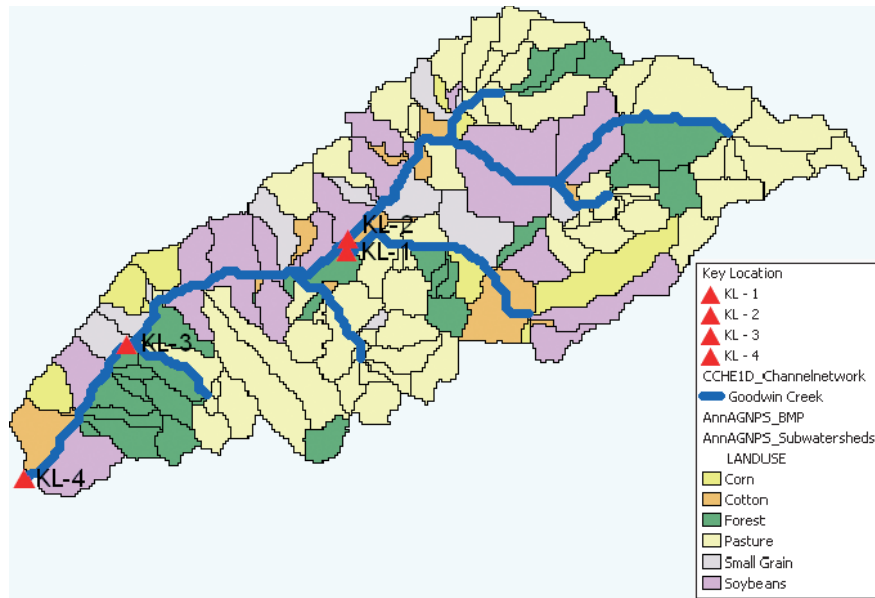 KL-2
KL-1
KL-3
KL-4
Key Location
KL - 1
KL - 2
KL - 3
KL - 4
CCHE1D_Channelnetwork
Goodwin Creek
AnnAGNPS_BMP
AnnAGNPS_Subwatersheds
LANDUSE
Corn
Cotton
Forest
Pasture
Small Grain
Soybeans